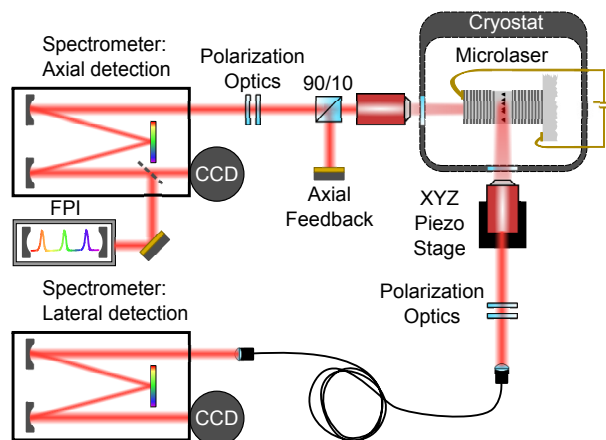 Spectrometer:
Axial detection
Polarization
Optics
90/10
Cryostat
Microlaser
CCD
Axial
Feedback
FPI
XYZ
Piezo
Stage
Spectrometer:
Lateral detection
Polarization
Optics
CCD